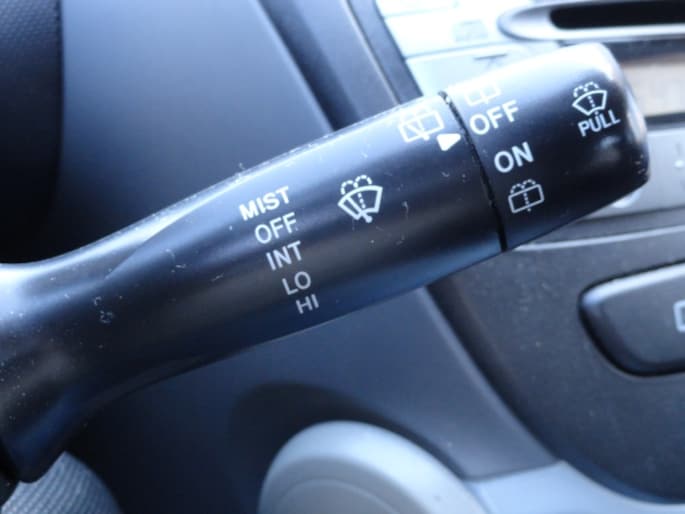 MIST
OFF
INT
LO
HI
OFF
ON
PULL